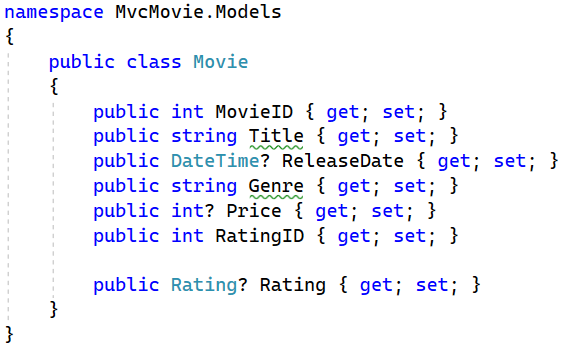 namespace MvcMovie.Models
{
    public class Movie
    {
        public int MovieID { get; set; }
        public string Title { get; set; }
        public DateTime? ReleaseDate { get; set; }
        public string Genre { get; set; }
        public int? Price { get; set; }
        public int RatingID { get; set; }

        public Rating? Rating { get; set; }
    }
}